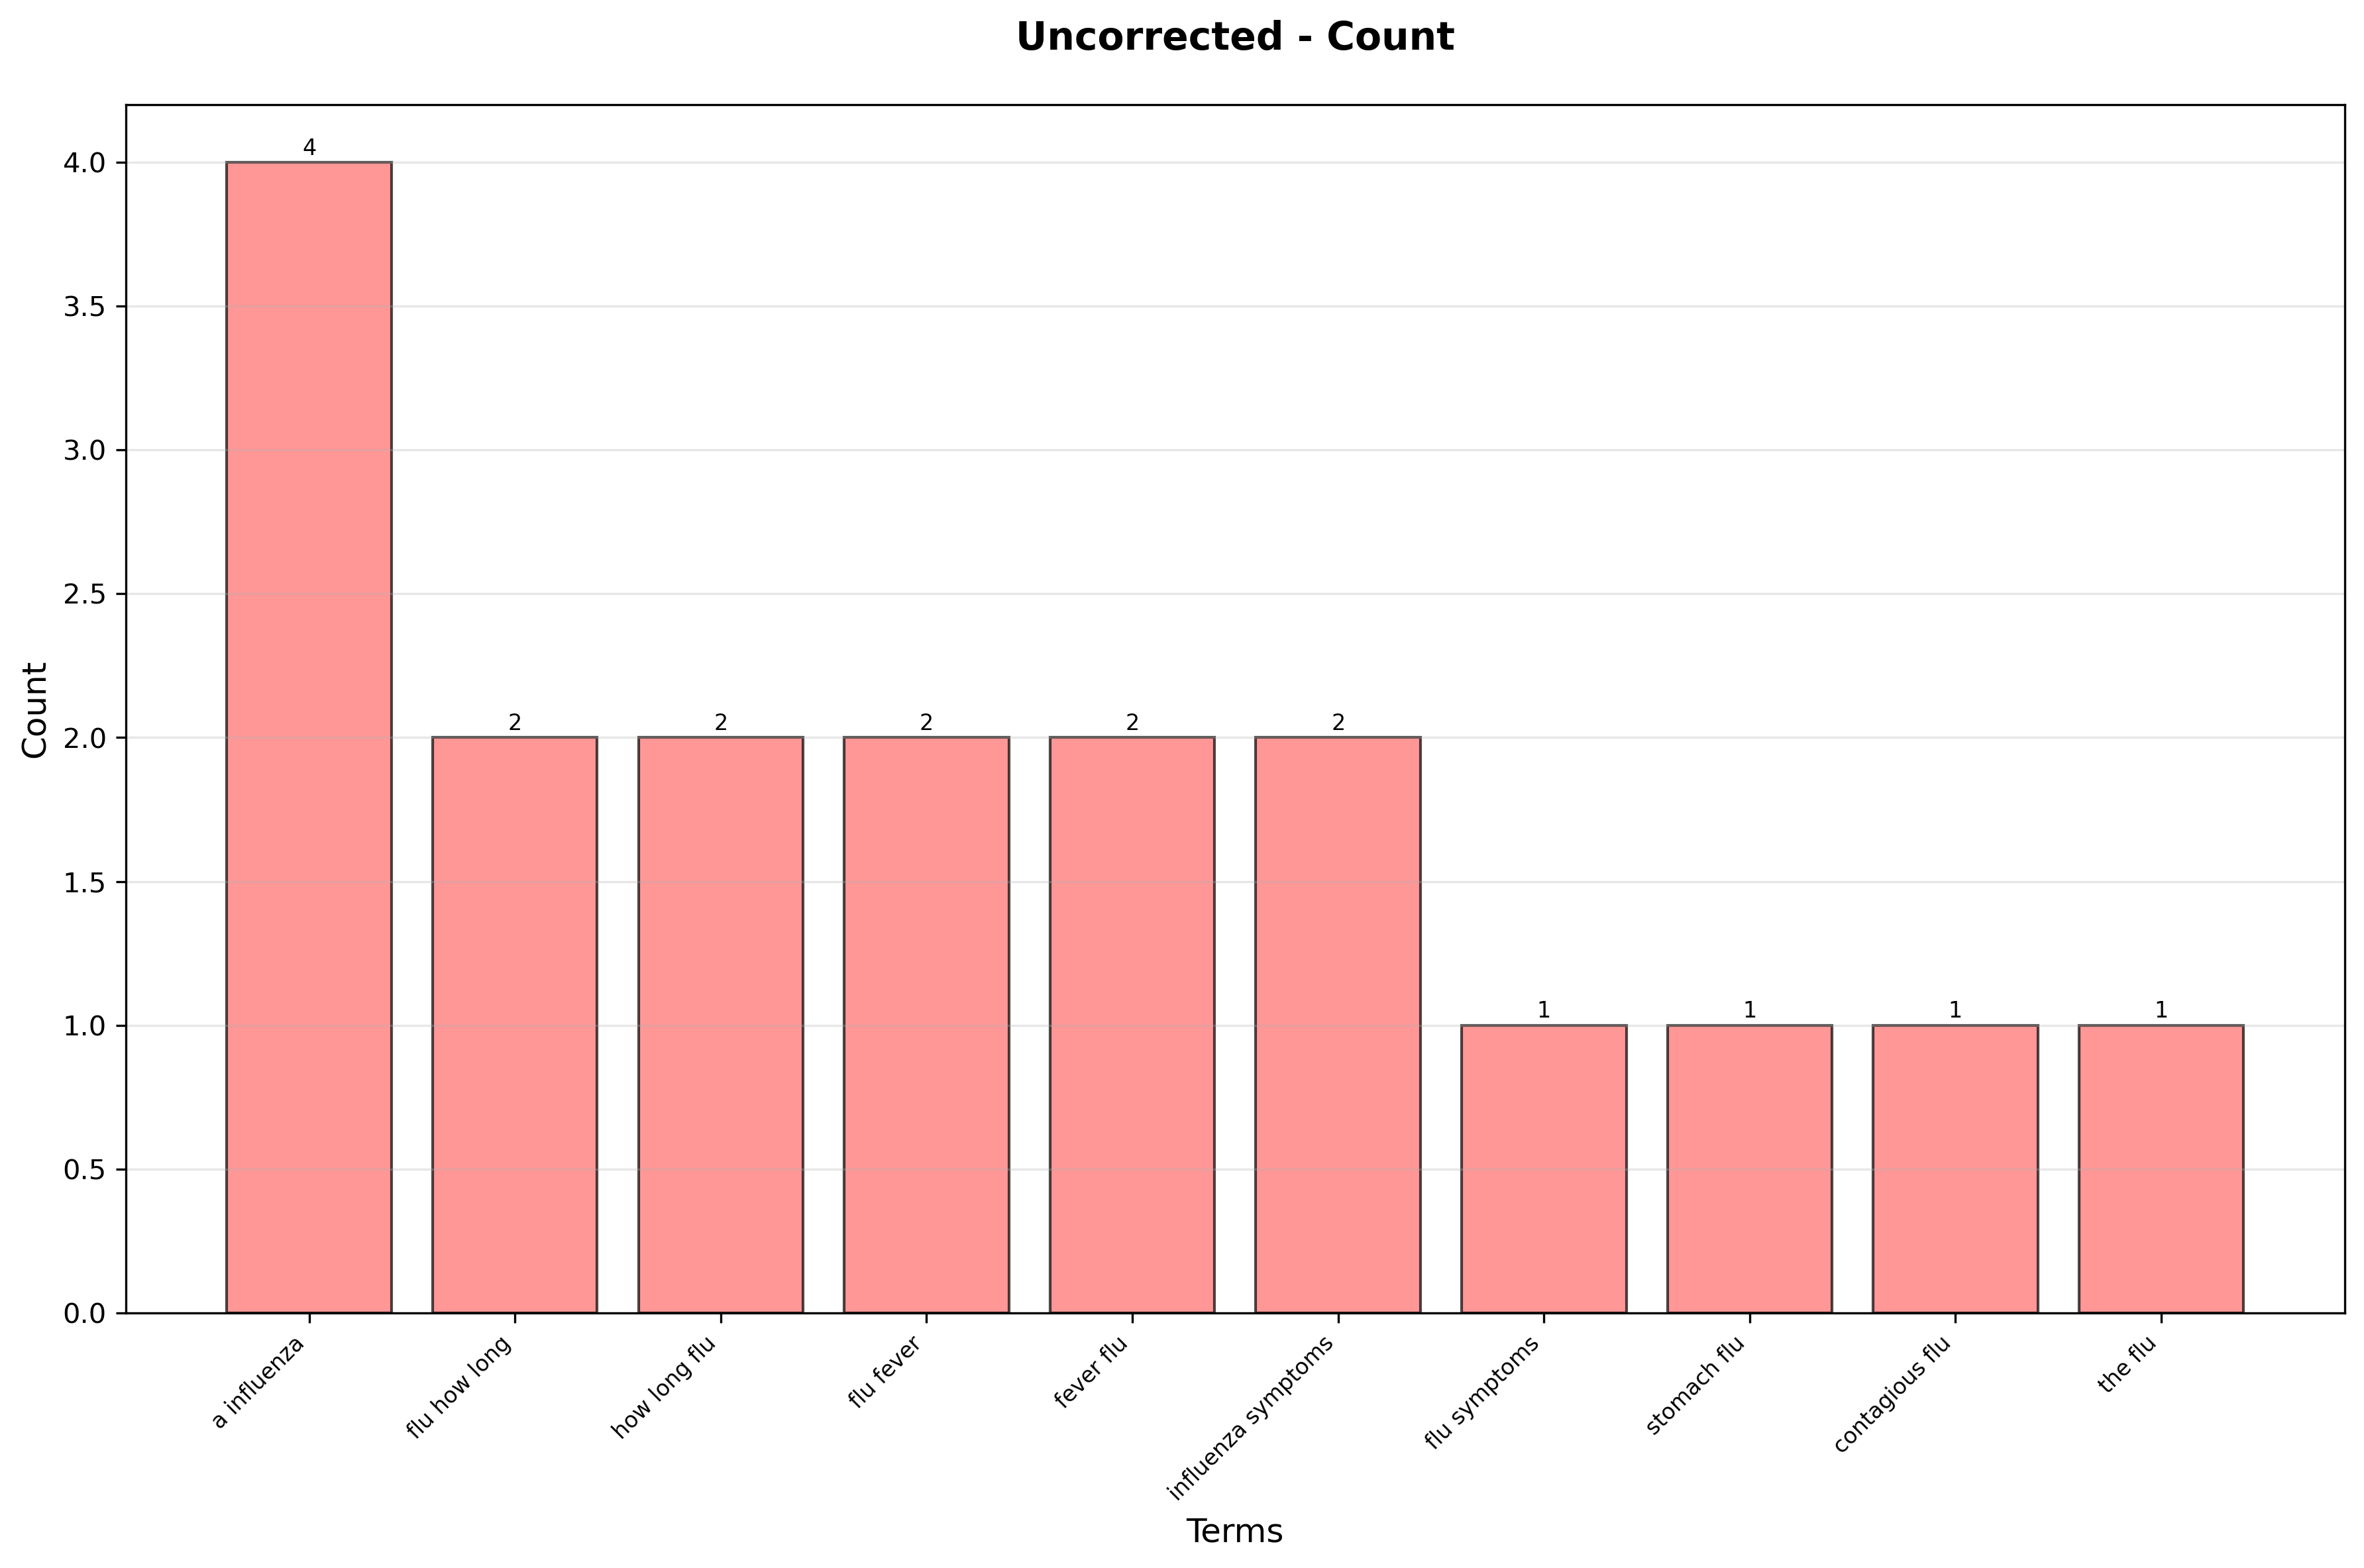 Uncorrected - Count
Count
4.0
3.5
3.0
2.5
2.0
1.5
1.0
0.5
0.0
4
2
2
2
2
2
1
1
1
1
a influenza
flu how long
how long flu
flu fever
fever flu
influenza symptoms
flu symptoms
stomach flu
contagious flu
the flu
Terms